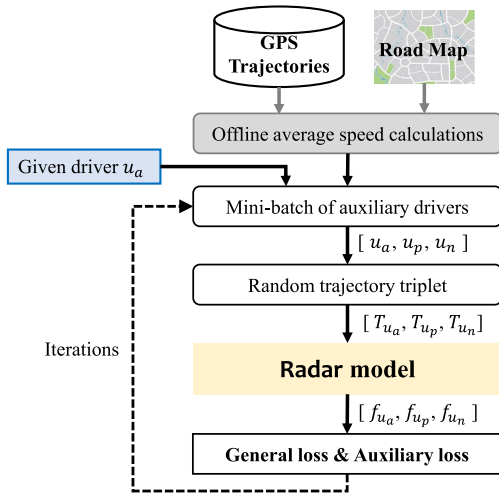 GPS
Trajectories
Road Map
Offline average speed calculations
Given driver u_a
Mini-batch of auxiliary drivers
[ u_a, u_p, u_n ]
Random trajectory triplet
[ T_{u_a}, T_{u_p}, T_{u_n} ]
Iterations
Radar model
[ f_{u_a}, f_{u_p}, f_{u_n} ]
General loss & Auxiliary loss